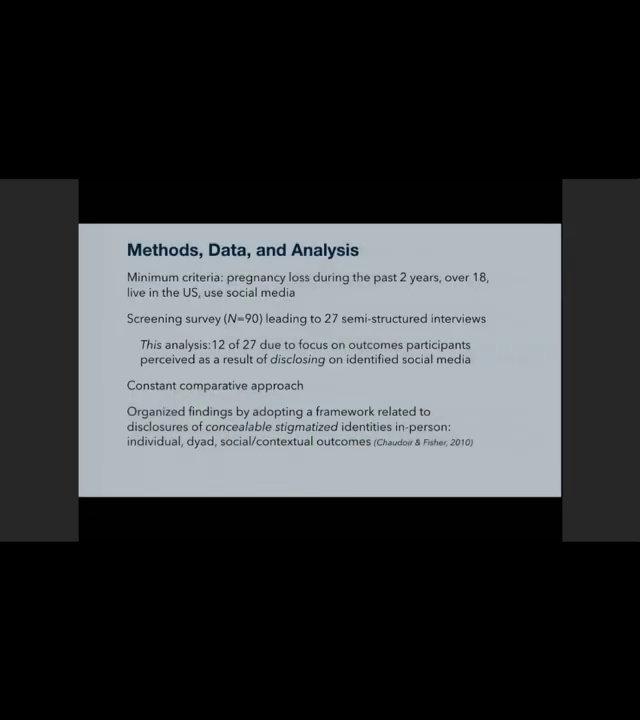 Methods, Data, and Analysis
Minimum criteria: pregnancy loss during the past 2 years, over 18,
live in the US, use social media
Screening survey (N=90) leading to 27 semi-structured interviews
This analysis:12 of 27 due to focus on outcomes participants
perceived as a result of disclosing on identified social media
Constant comparative approach
Organized findings by adopting a framework related to
disclosures of concealable stigmatized identities in-person:
individual, dyad, social/contextual outcomes (Chaudoir & Fisher, 2010)